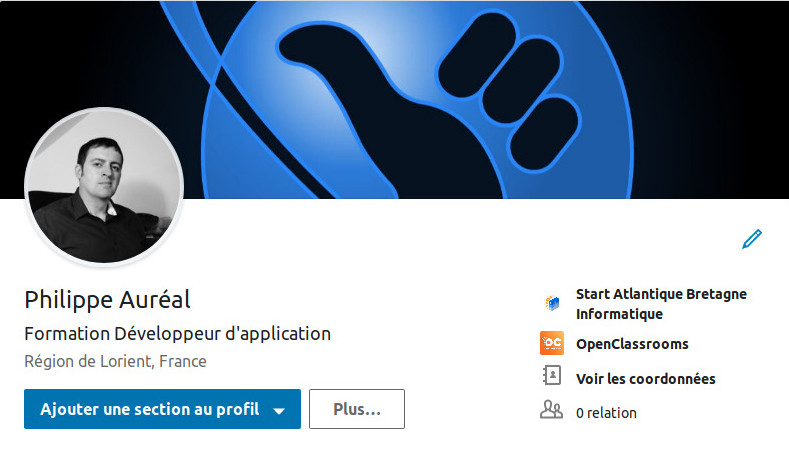 Philippe Auréal
Formation Développeur d'application
Région de Lorient, France
Ajouter une section au profil
Plus...
Start Atlantique Bretagne
Informatique
OC
OpenClassrooms
Voir les coordonnées
0 relation